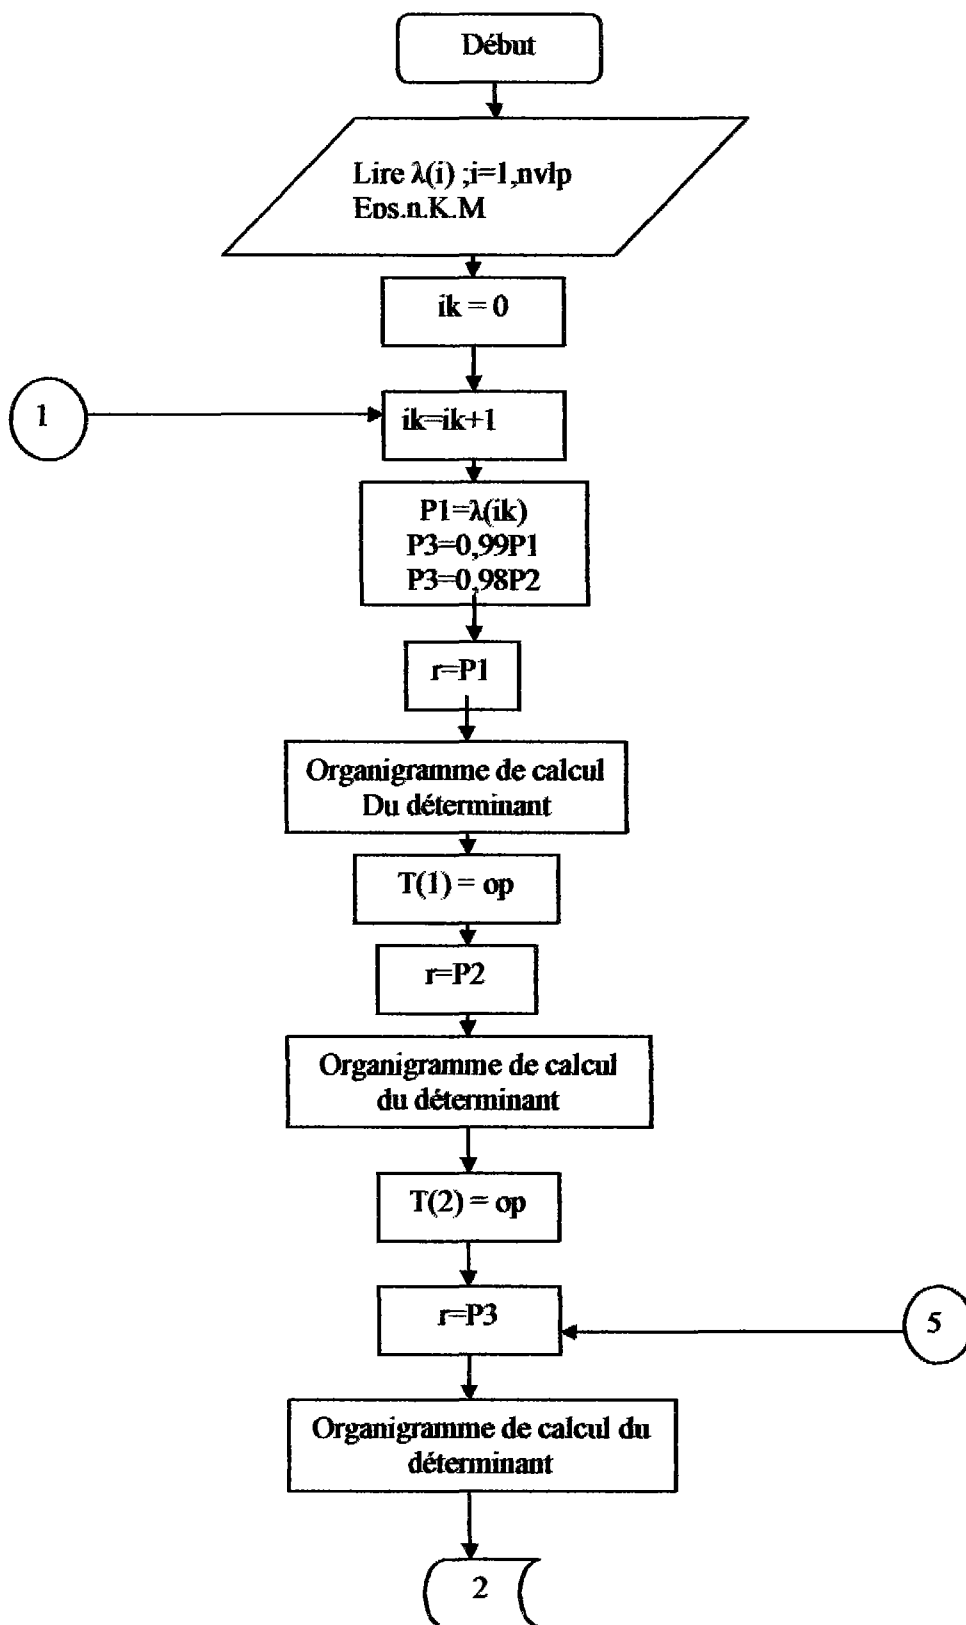 Début
Lire λ(i) ;i=1,nvlp
Eps.n.K.M
ik = 0
1
ik=ik+1
P1=λ(ik)
P3=0,99P1
P3=0,98P2
r=P1
Organigramme de calcul
Du déterminant
T(1) = op
r=P2
Organigramme de calcul
du déterminant
T(2) = op
r=P3
5
Organigramme de calcul du
déterminant
2